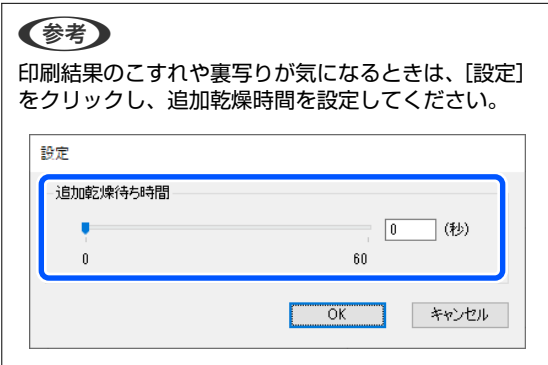 参考
印刷結果のこすれや裏写りが気になるときは、[設定]
をクリックし、追加乾燥時間を設定してください。
設定
追加乾燥待ち時間
0 (秒)
0 60
OK キャンセル